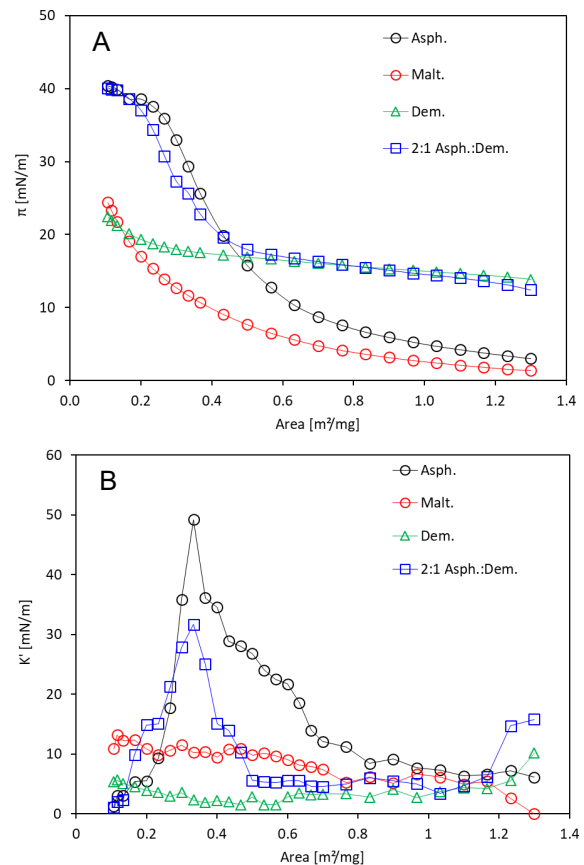 A
50
40
30
20
10
0
π [mN/m]
Asph.
Malt.
Dem.
2:1 Asph.:Dem.
0.0 0.2 0.4 0.6 0.8 1.0 1.2 1.4
Area [m²/mg]
B
60
50
40
30
20
10
0
K' [mN/m]
Asph.
Malt.
Dem.
2:1 Asph.:Dem.
0 0.2 0.4 0.6 0.8 1 1.2 1.4
Area [m²/mg]